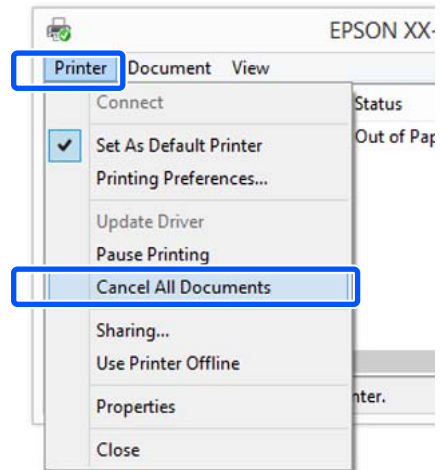 EPSON XX-
Printer Document View
Connect
Status
Set As Default Printer
Out of Pap
Printing Preferences...
Update Driver
Pause Printing
Cancel All Documents
Sharing...
Use Printer Offline
Properties
nter.
Close